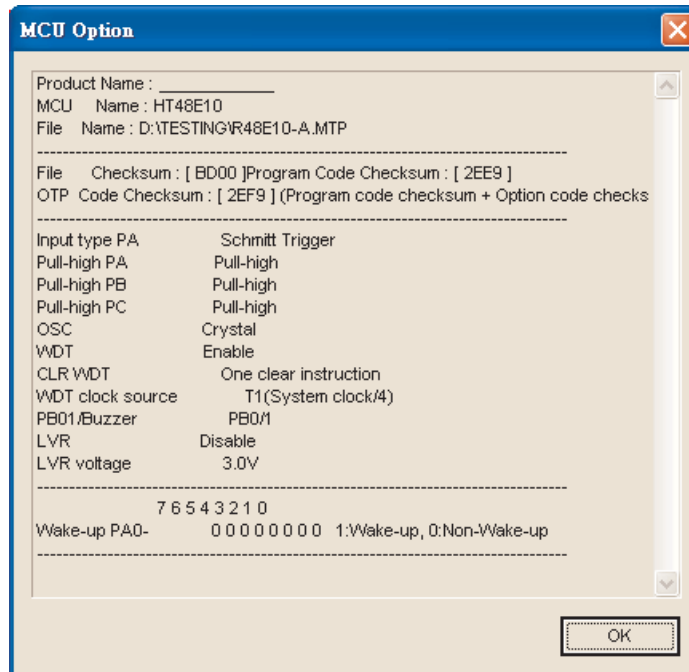 MCU Option
Product Name : ____________
MCU Name : HT48E10
File Name : D:\TESTING\R48E10-A.MTP
File Checksum : [ BD00 ]Program Code Checksum : [ 2EE9 ]
OTP Code Checksum : [ 2EF9 ] (Program code checksum + Option code checks
Input type PA Schmitt Trigger
Pull-high PA Pull-high
Pull-high PB Pull-high
Pull-high PC Pull-high
OSC Crystal
WDT Enable
CLR WDT One clear instruction
WDT clock source T1(System clock/4)
PB01/Buzzer PB0/1
LVR Disable
LVR voltage 3.0V
7 6 5 4 3 2 1 0
Wake-up PA0- 0 0 0 0 0 0 0 0 1:Wake-up, 0:Non-Wake-up
OK